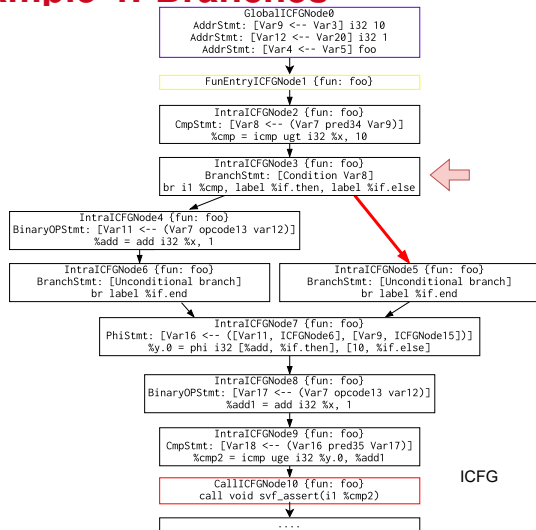 GlobalICFGNode0
AddrStmt: [Var9 <-- Var3] i32 10
AddrStmt: [Var12 <-- Var20] i32 1
AddrStmt: [Var4 <-- Var5] foo
FunEntryICFGNode1 {fun: foo}
IntraICFGNode2 {fun: foo}
CmpStmt: [Var8 <-- (Var7 pred34 Var9)]
%cmp = icmp ugt i32 %x, 10
IntraICFGNode3 {fun: foo}
BranchStmt: [Condition Var8]
br i1 %cmp, label %if.then, label %if.else
IntraICFGNode4 {fun: foo}
BinaryOPStmt: [Var11 <-- (Var7 opcode13 var12)]
%add = add i32 %x, 1
IntraICFGNode6 {fun: foo}
BranchStmt: [Unconditional branch]
br label %if.end
IntraICFGNode5 {fun: foo}
BranchStmt: [Unconditional branch]
br label %if.end
IntraICFGNode7 {fun: foo}
PhiStmt: [Var16 <-- ([Var11, ICFGNode6], [Var9, ICFGNode15])]
%y.0 = phi i32 [%add, %if.then], [10, %if.else]
IntraICFGNode8 {fun: foo}
BinaryOPStmt: [Var17 <-- (Var7 opcode13 var12)]
%add1 = add i32 %x, 1
IntraICFGNode9 {fun: foo}
CmpStmt: [Var18 <-- (Var16 pred35 Var17)]
%cmp2 = icmp uge i32 %y.0, %add1
ICFG
CallICFGNode10 {fun: foo}
call void svf_assert(i1 %cmp2)
....